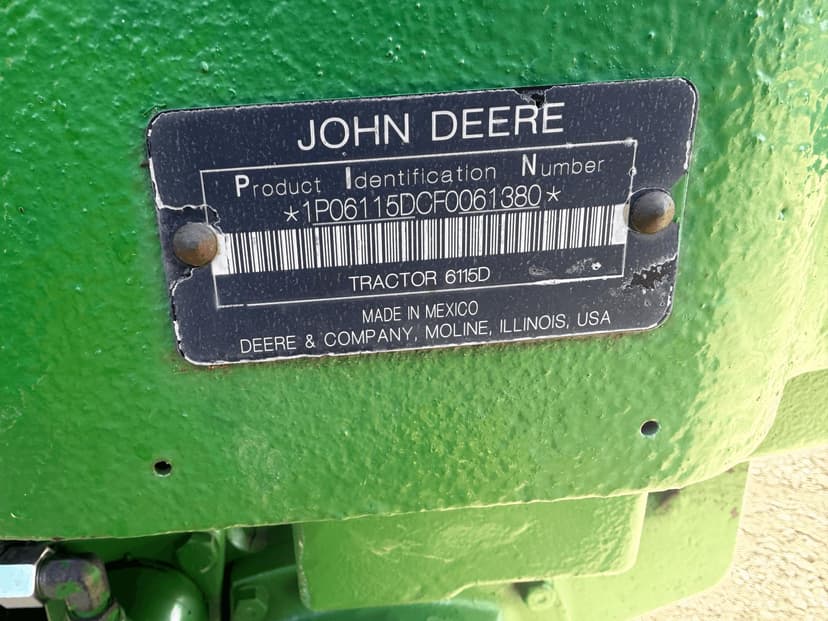 JOHN DEERE
Product Identification Number
*1P06115DCF0061380*
TRACTOR 6115D
MADE IN MEXICO
DEERE & COMPANY, MOLINE, ILLINOIS, USA